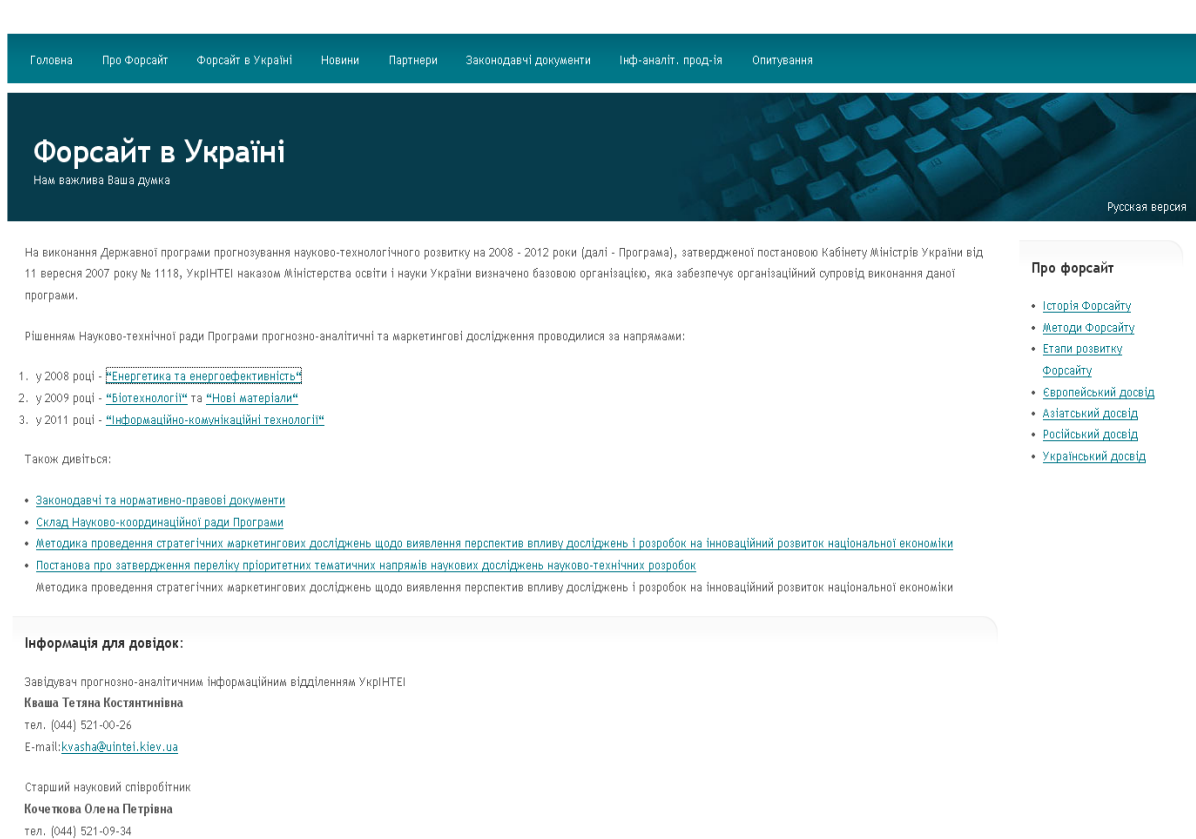 Головна Про Форсайт Форсайт в Україні Новини Партнери Законодавчі документи Інф-аналіт. прод-ія Опитування
Форсайт в Україні
Нам важлива Ваша думка
Русская версия
На виконання Державної програми прогнозування науково-технологічного розвитку на 2008 - 2012 роки (далі - Програма), затвердженої постановою Кабінету Міністрів України від
11 вересня 2007 року № 1118, УкрІНТЕІ наказом Міністерства освіти і науки України визначено базовою організацією, яка забезпечує організаційний супровід виконання даної
програми.
Рішенням Науково-технічної ради Програми прогнозно-аналітичні та маркетингові дослідження проводилися за напрямами:
1. у 2008 році - “Енергетика та енергоефективність“
2. у 2009 році - “Біотехнології“ та “Нові матеріали“
3. у 2011 році - “Інформаційно-комунікаційні технології“
Також дивіться:
• Законодавчі та нормативно-правові документи
• Склад Науково-координаційної ради Програми
• Методика проведення стратегічних маркетингових досліджень щодо виявлення перспектив впливу досліджень і розробок на інноваційний розвиток національної економіки
• Постанова про затвердження переліку пріоритетних тематичних напрямів наукових досліджень науково-технічних розробок
Методика проведення стратегічних маркетингових досліджень щодо виявлення перспектив впливу досліджень і розробок на інноваційний розвиток національної економіки
Інформація для довідок:
Завідувач прогнозно-аналітичним інформаційним відділенням УкрІНТЕІ
Кваша Тетяна Костянтинівна
тел. (044) 521-00-26
E-mail:kvasha@uintei.kiev.ua
Старший науковий співробітник
Кочеткова Олена Петрівна
тел. (044) 521-09-34
Про форсайт
• Історія Форсайту
• Методи Форсайту
• Етапи розвитку
Форсайту
• Європейський досвід
• Азіатський досвід
• Російський досвід
• Український досвід